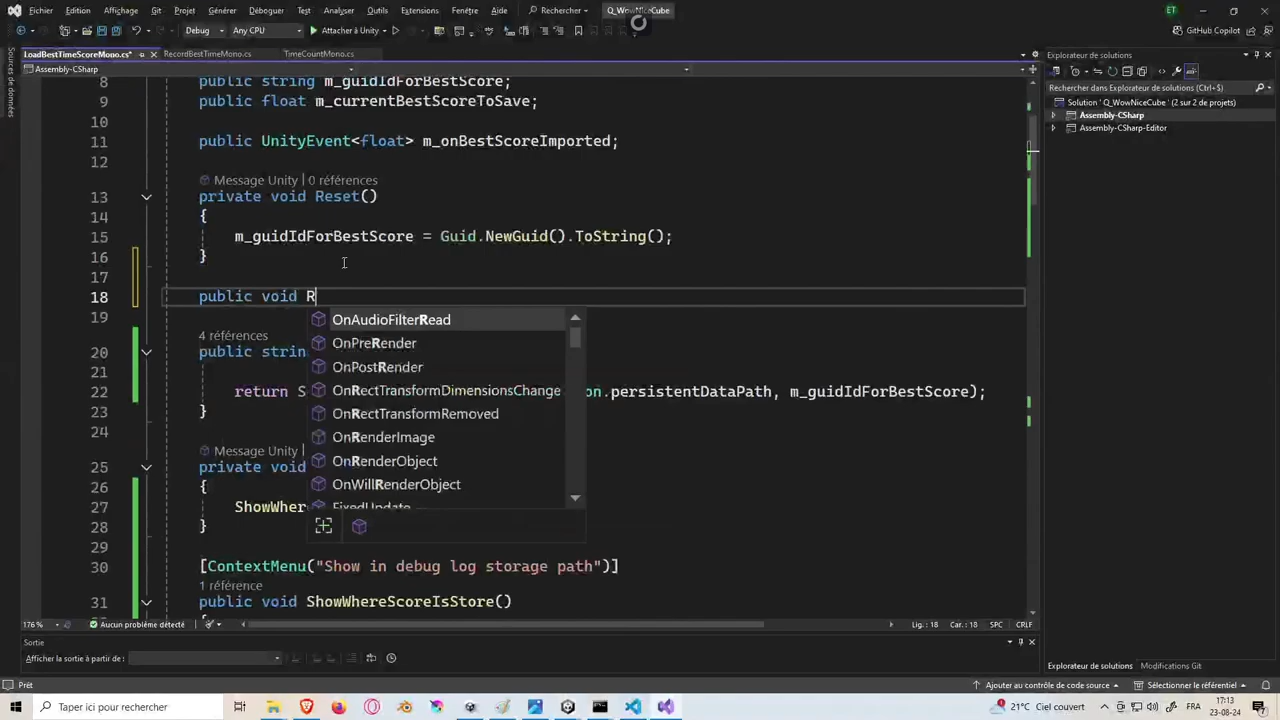 Fichier Edition Affichage Git Projet Générer Déboguer Test Analyser Outils Extensions Fenêtre Aide Rechercher Q_WowNiceCube ET
Debug Any CPU Attacher à Unity GitHub Copilot
LoadBestTimeScoreMono.cs* RecordBestTimeMono.cs TimeCountMono.cs Explorateur de solutions
Assembly-CSharp
Sources de données
Rechercher dans Explorateur de solutions (Ctrl+$)
Solution 'Q_WowNiceCube' (2 sur 2 de projets)
Assembly-CSharp
Assembly-CSharp-Editor
8 public string m_guidIdForBestScore;
9 public float m_currentBestScoreToSave;
10
11 public UnityEvent<float> m_onBestScoreImported;
12
Message Unity | 0 références
13 private void Reset()
14 {
15 m_guidIdForBestScore = Guid.NewGuid().ToString();
16 }
17
18 public void R
19
OnAudioFilterRead
OnPreRender
OnPostRender
OnRectTransformDimensionsChange
OnRectTransformRemoved
OnRenderImage
OnRenderObject
OnWillRenderObject
FixedUpdate
4 références
20 public strin
21
22 return S on.persistentDataPath, m_guidIdForBestScore);
23 }
24
Message Unity |
25 private void
26 {
27 ShowWher
28 }
29
30 [ContextMenu("Show in debug log storage path")]
1 référence
31 public void ShowWhereScoreIsStore()
176 % Aucun problème détecté Lig. : 18 Car. : 18 SPC CRLF
Sortie
Afficher la sortie à partir de :
Explorateur de solutions Modifications Git
Prêt Ajouter au contrôle de code source Sélectionner le référentiel
Taper ici pour rechercher 21°C Ciel couvert FRA 17:13
23-08-24